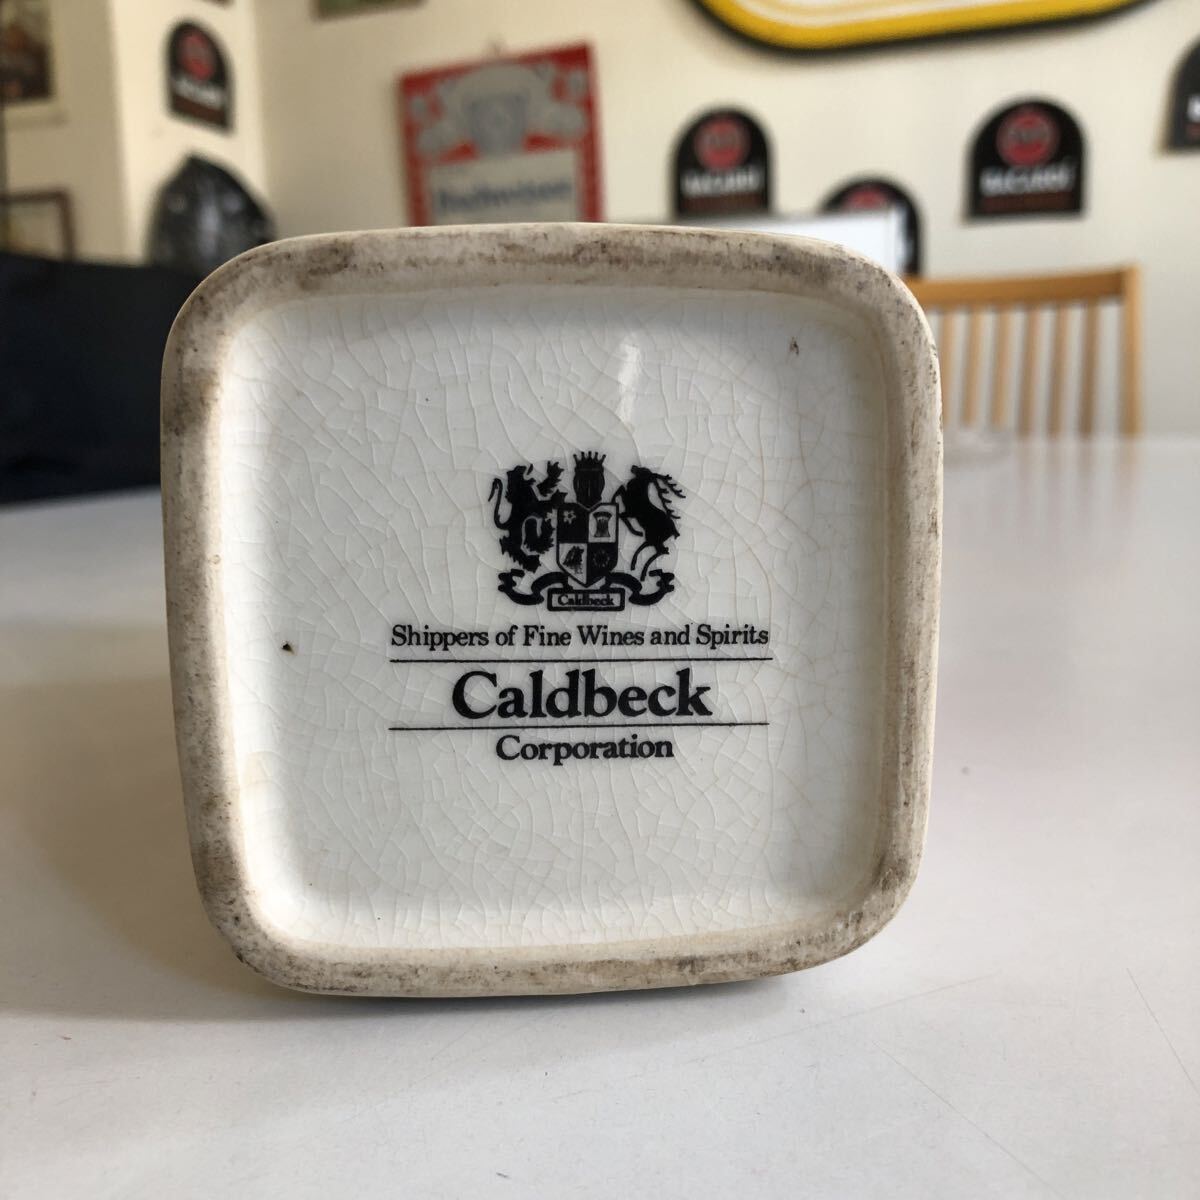 Budweiser
Caldbeck
Shippers of Fine Wines and Spirits
Caldbeck
Corporation